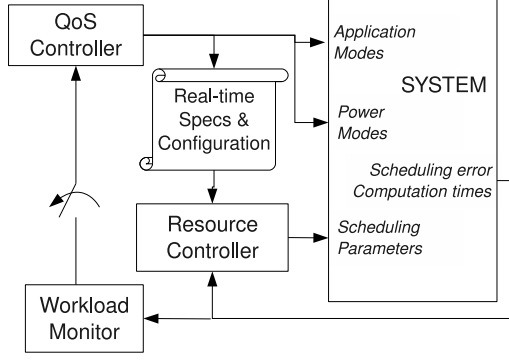 QoS
Controller
Application
Modes
SYSTEM
Real-time
Specs &
Configuration
Power
Modes
Scheduling error
Computation times
Resource
Controller
Scheduling
Parameters
Workload
Monitor